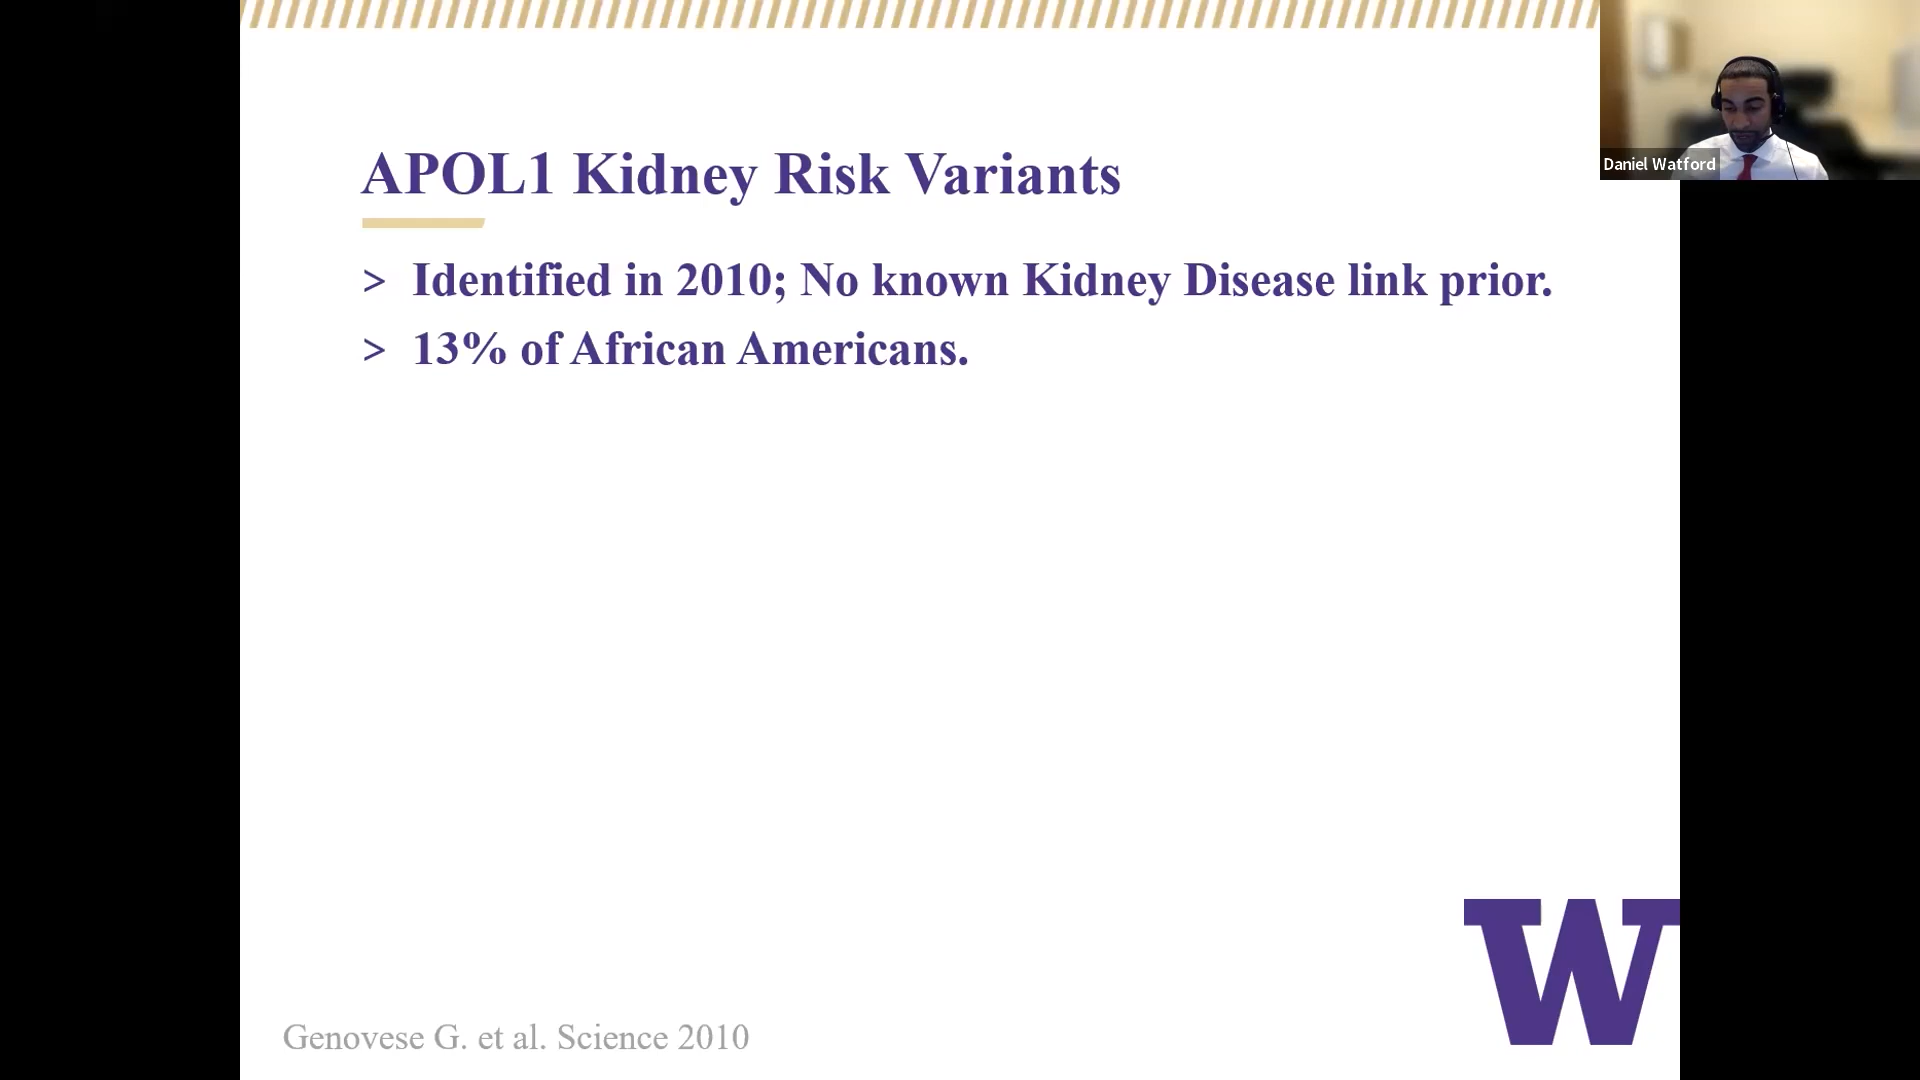 APOL1 Kidney Risk Variants
> Identified in 2010; No known Kidney Disease link prior.
> 13% of African Americans.
Genovese G. et al. Science 2010
W
Daniel Watford